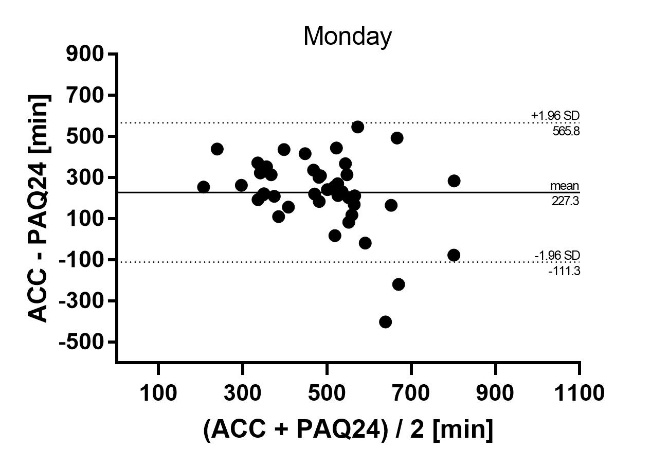 Monday
900
700
500
300
100
-100
-300
-500
ACC - PAQ24 [min]
+1.96 SD
565.8
mean
227.3
-1.96 SD
-111.3
100 300 500 700 900 1100
(ACC + PAQ24) / 2 [min]